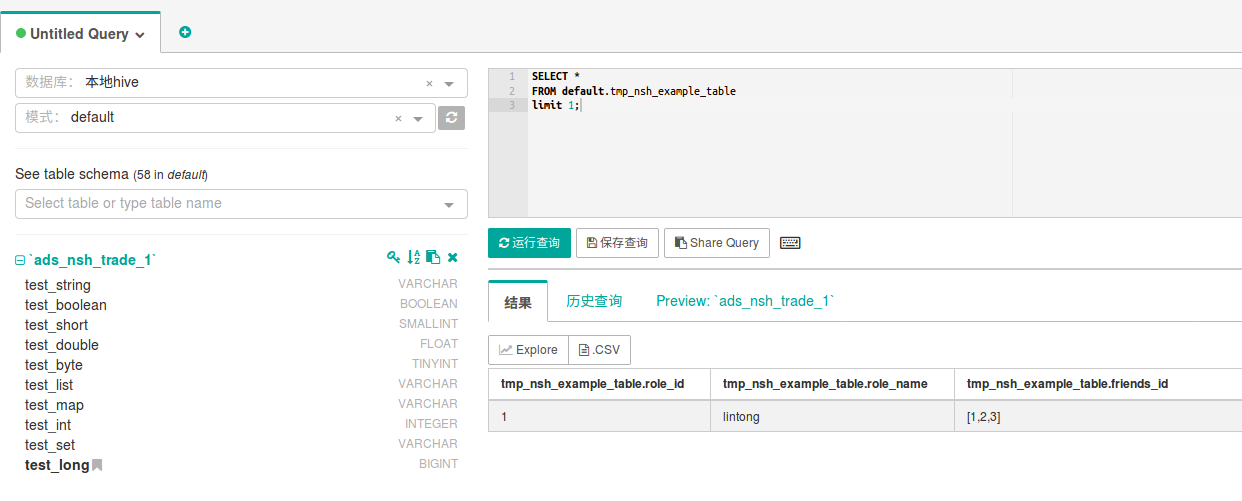 Untitled Query
数据库: 本地hive ×
模式: default ×
See table schema (58 in default)
Select table or type table name
`ads_nsh_trade_1`
test_string VARCHAR
test_boolean BOOLEAN
test_short SMALLINT
test_double FLOAT
test_byte TINYINT
test_list VARCHAR
test_map VARCHAR
test_int INTEGER
test_set VARCHAR
test_long BIGINT
1 SELECT *
2 FROM default.tmp_nsh_example_table
3 limit 1;
运行查询 保存查询 Share Query
结果 历史查询 Preview: `ads_nsh_trade_1`
Explore .CSV
tmp_nsh_example_table.role_id tmp_nsh_example_table.role_name tmp_nsh_example_table.friends_id
1 lintong [1,2,3]